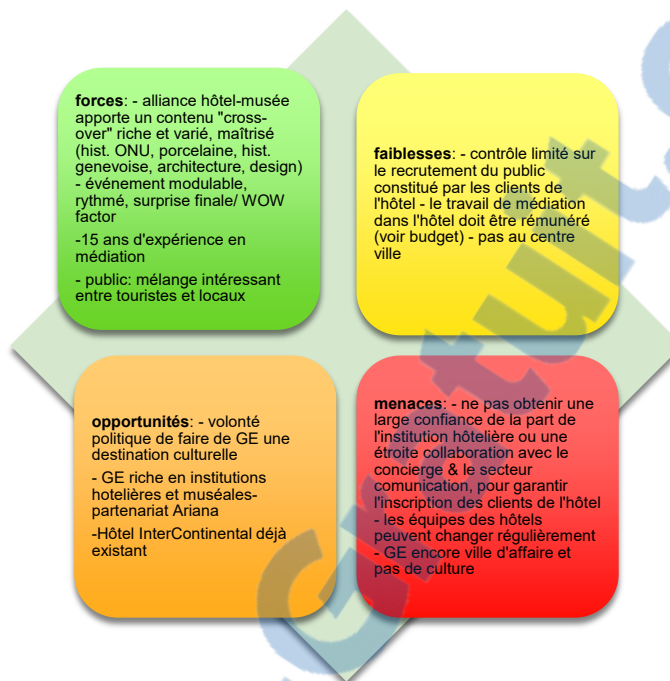 forces: - alliance hôtel-musée
apporte un contenu "cross-
over" riche et varié, maîtrisé
(hist. ONU, porcelaine, hist.
genevoise, architecture, design)
- événement modulable,
rythmé, surprise finale/ WOW
factor
-15 ans d'expérience en
médiation
- public: mélange intéressant
entre touristes et locaux
faiblesses: - contrôle limité sur
le recrutement du public
constitué par les clients de
l'hôtel - le travail de médiation
dans l'hôtel doit être rémunéré
(voir budget) - pas au centre
ville
opportunités: - volonté
politique de faire de GE une
destination culturelle
- GE riche en institutions
hotelières et muséales-
partenariat Ariana
-Hôtel InterContinental déjà
existant
menaces: - ne pas obtenir une
large confiance de la part de
l'institution hôtelière ou une
étroite collaboration avec le
concierge & le secteur
comunication, pour garantir
l'inscription des clients de l'hôtel
- les équipes des hôtels
peuvent changer régulièrement
- GE encore ville d'affaire et
pas de culture
Gratuit